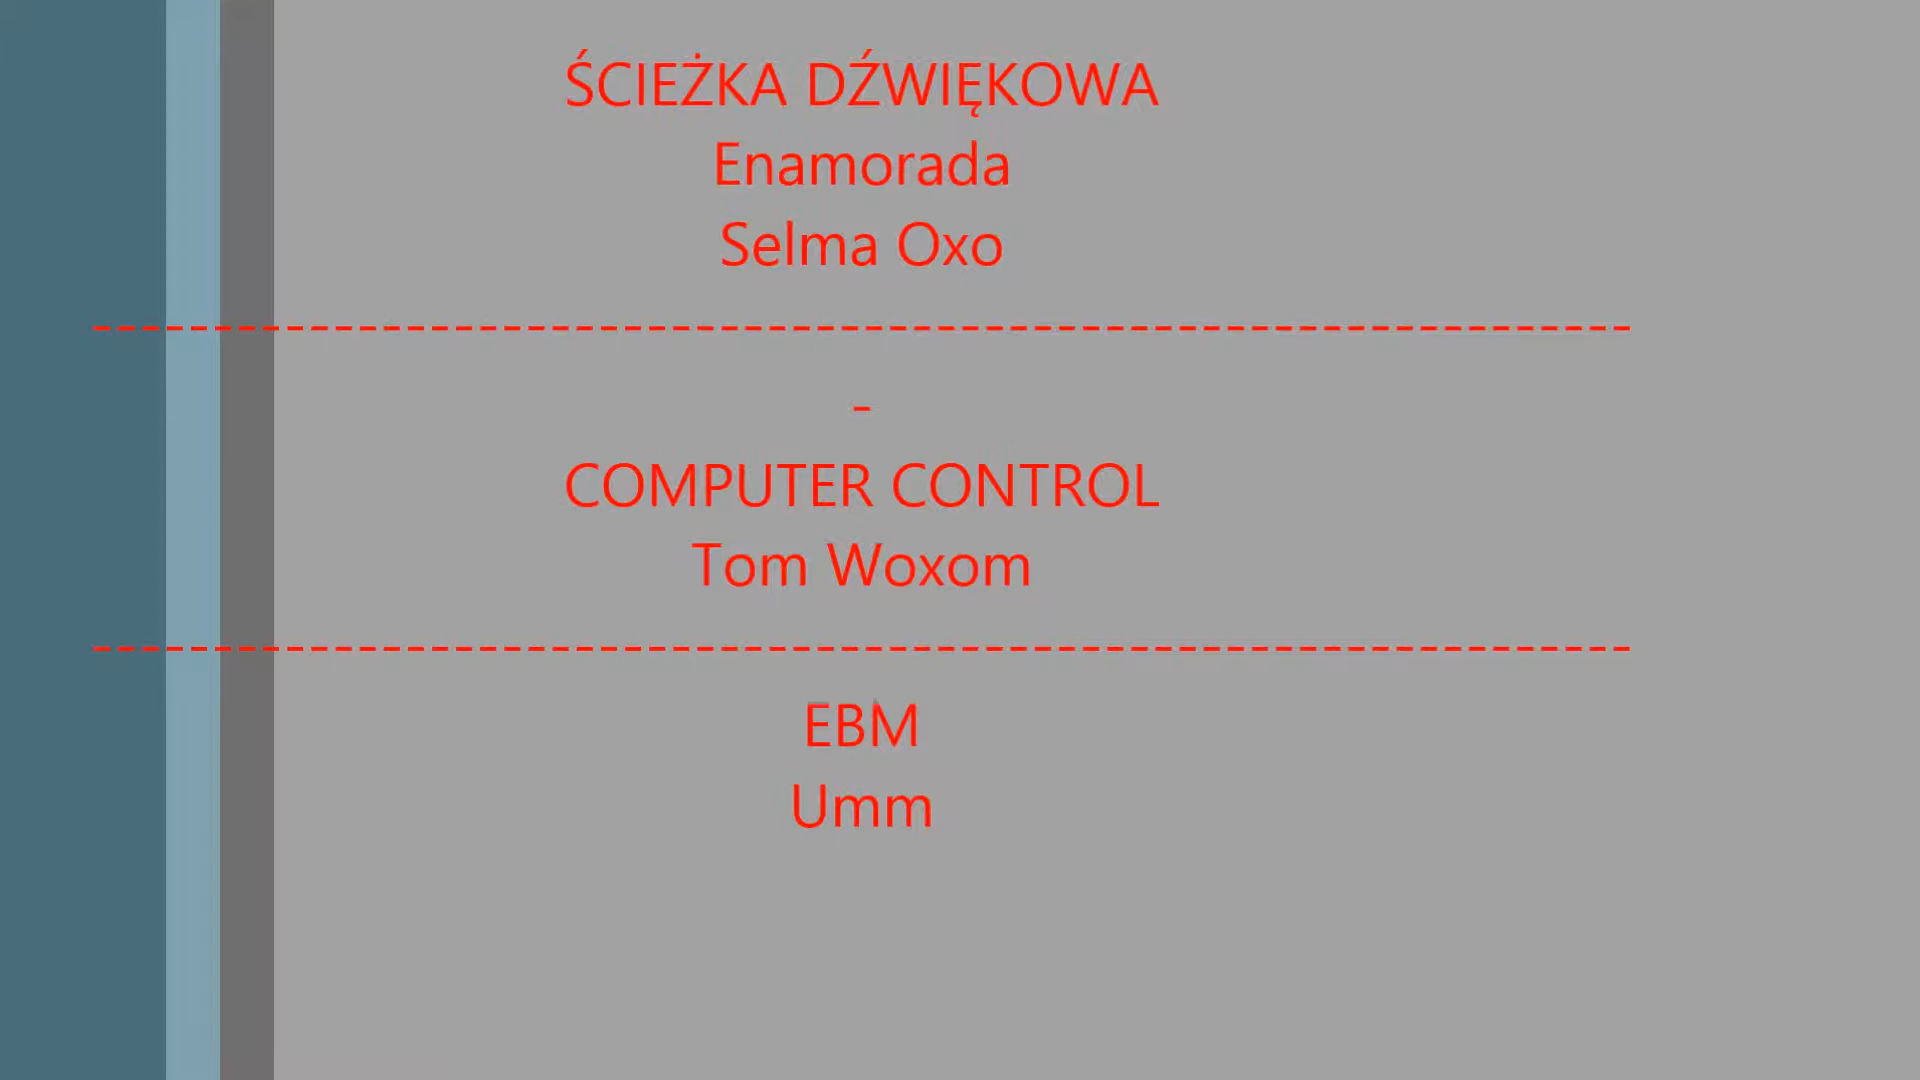 ŚCIEŻKA DŹWIĘKOWA
Enamorada
Selma Oxo
----------------------------------------------------------------
-
COMPUTER CONTROL
Tom Woxom
----------------------------------------------------------------
EBM
Umm